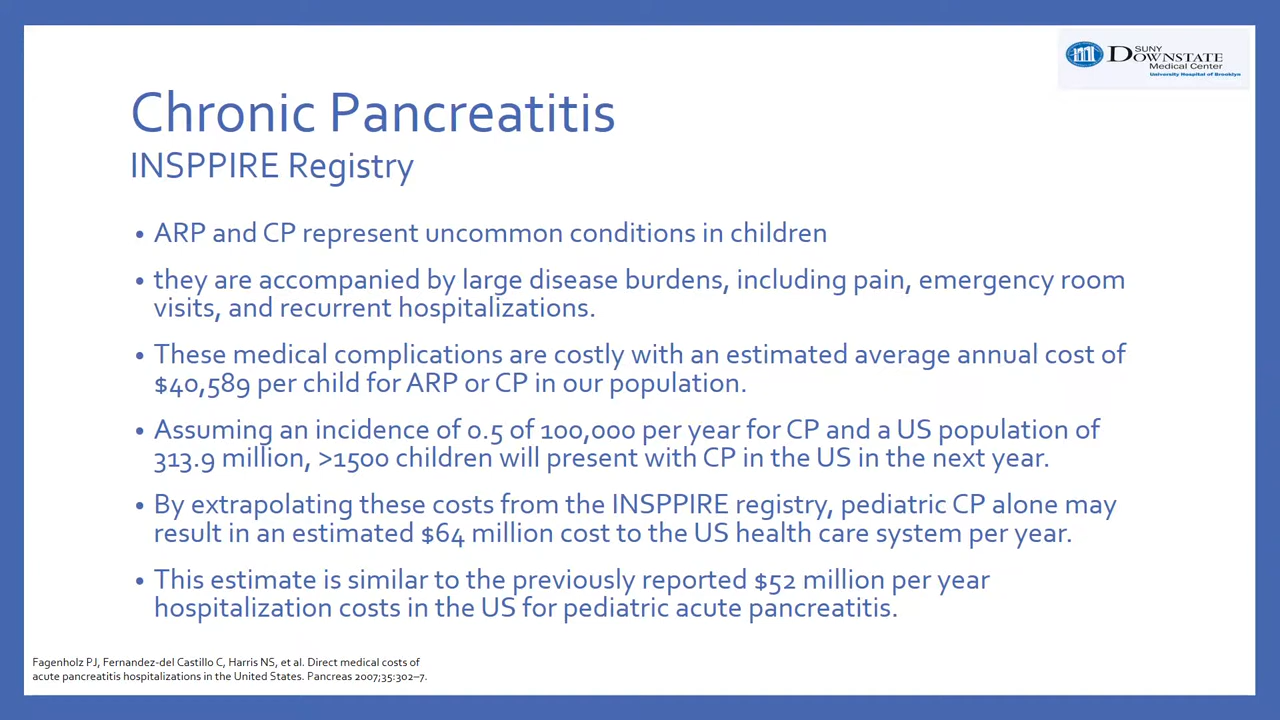 SUNY
DOWNSTATE
Medical Center
University Hospital of Brooklyn
Chronic Pancreatitis
INSPPIRE Registry
• ARP and CP represent uncommon conditions in children
• they are accompanied by large disease burdens, including pain, emergency room
visits, and recurrent hospitalizations.
• These medical complications are costly with an estimated average annual cost of
$40,589 per child for ARP or CP in our population.
• Assuming an incidence of 0.5 of 100,000 per year for CP and a US population of
313.9 million, >1500 children will present with CP in the US in the next year.
• By extrapolating these costs from the INSPPIRE registry, pediatric CP alone may
result in an estimated $64 million cost to the US health care system per year.
• This estimate is similar to the previously reported $52 million per year
hospitalization costs in the US for pediatric acute pancreatitis.
Fagenholz PJ, Fernandez-del Castillo C, Harris NS, et al. Direct medical costs of
acute pancreatitis hospitalizations in the United States. Pancreas 2007;35:302–7.